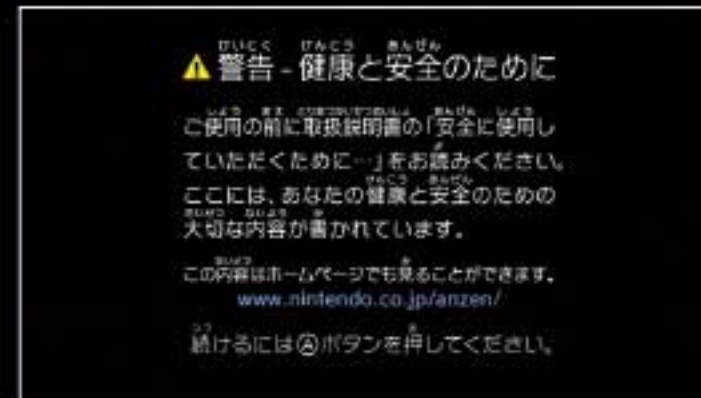 警告 - 健康と安全のために
ご使用の前に取扱説明書の「安全に使用し
ていただくために…」をお読みください。
ここには、あなたの健康と安全のための
大切な内容が書かれています。
この内容はホームページでも見ることができます。
www.nintendo.co.jp/anzen/
続けるにはⒶボタンを押してください。